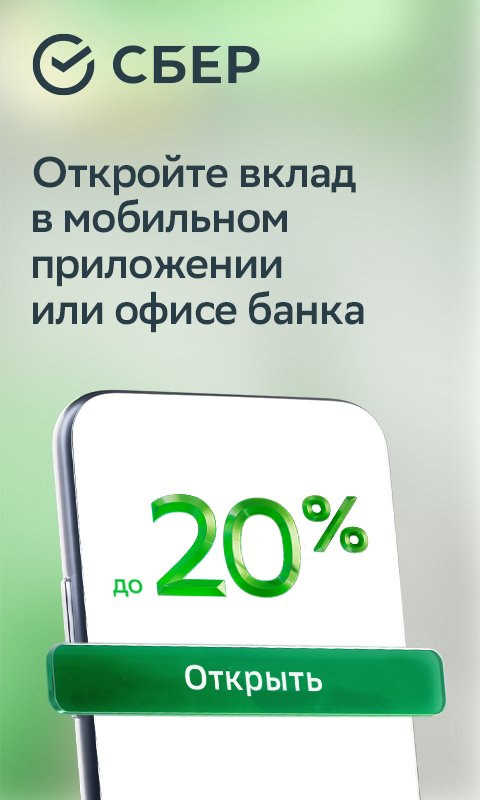 СБЕР
Откройте вклад
в мобильном
приложении
или офисе банка
до 20%
Открыть